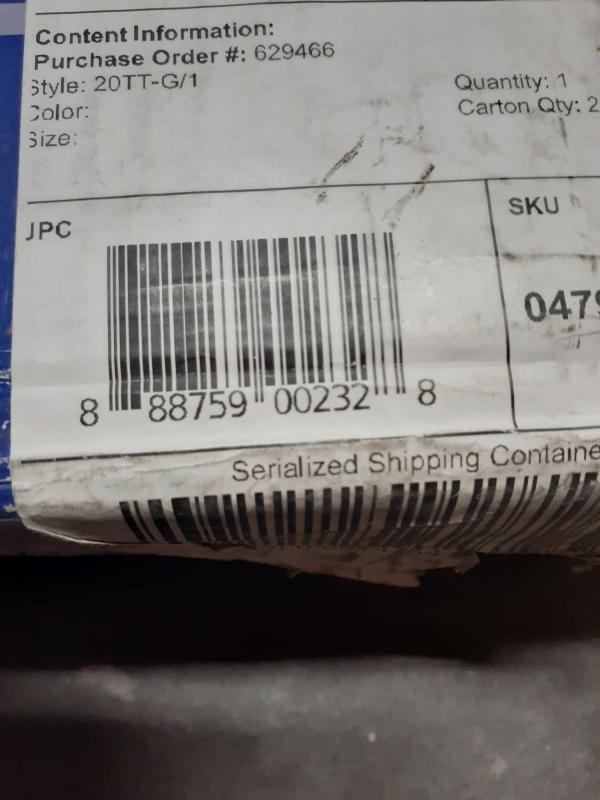 Content Information:
Purchase Order #: 629466
Style: 20TT-G/1
Quantity: 1
Color:
Carton Qty: 2
Size:
UPC
SKU
0479
8 88759 00232 8
Serialized Shipping Containe